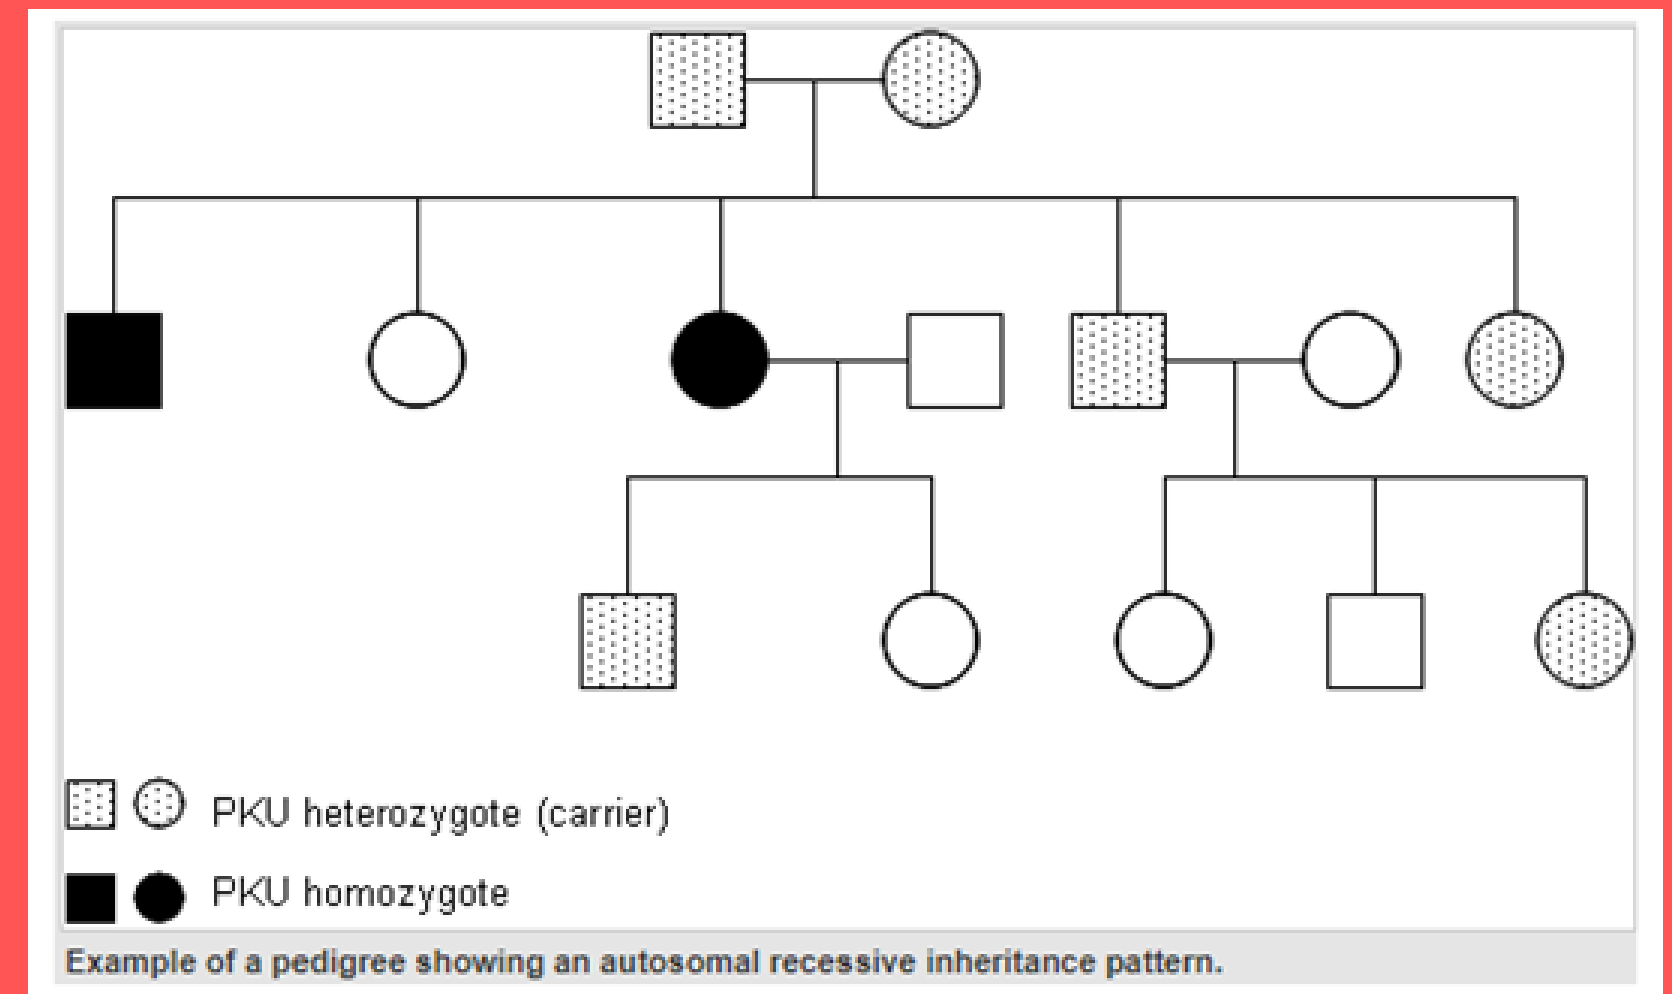 PKU heterozygote (carrier)
PKU homozygote
Example of a pedigree showing an autosomal recessive inheritance pattern.